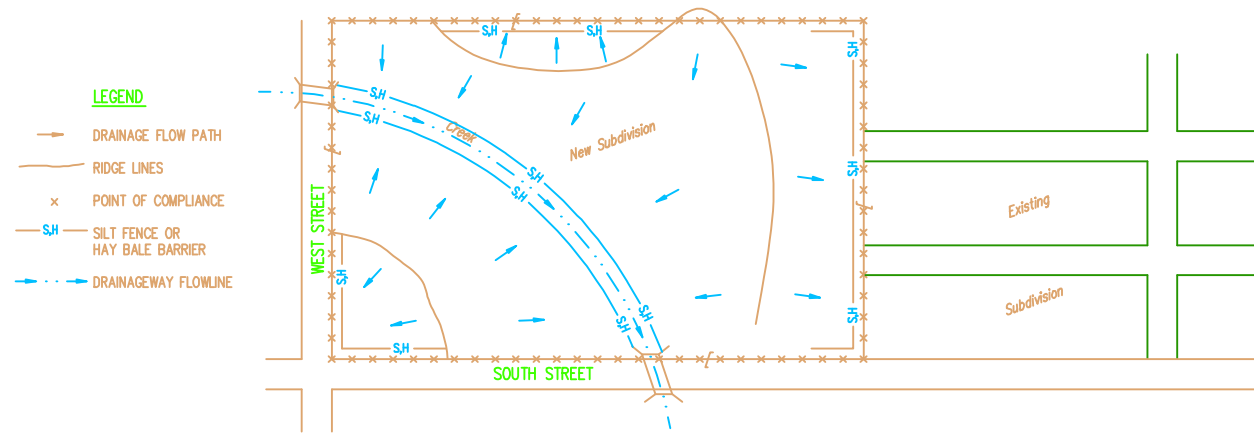 LEGEND
DRAINAGE FLOW PATH
RIDGE LINES
POINT OF COMPLIANCE
S,H
SILT FENCE OR
HAY BALE BARRIER
DRAINAGEWAY FLOWLINE
S,H
S,H
S,H
S,H
S,H
Creek
New Subdivision
S,H
S,H
S,H
WEST STREET
Existing
S,H
S,H
S,H
S,H
Subdivision
S,H
S,H
SOUTH STREET